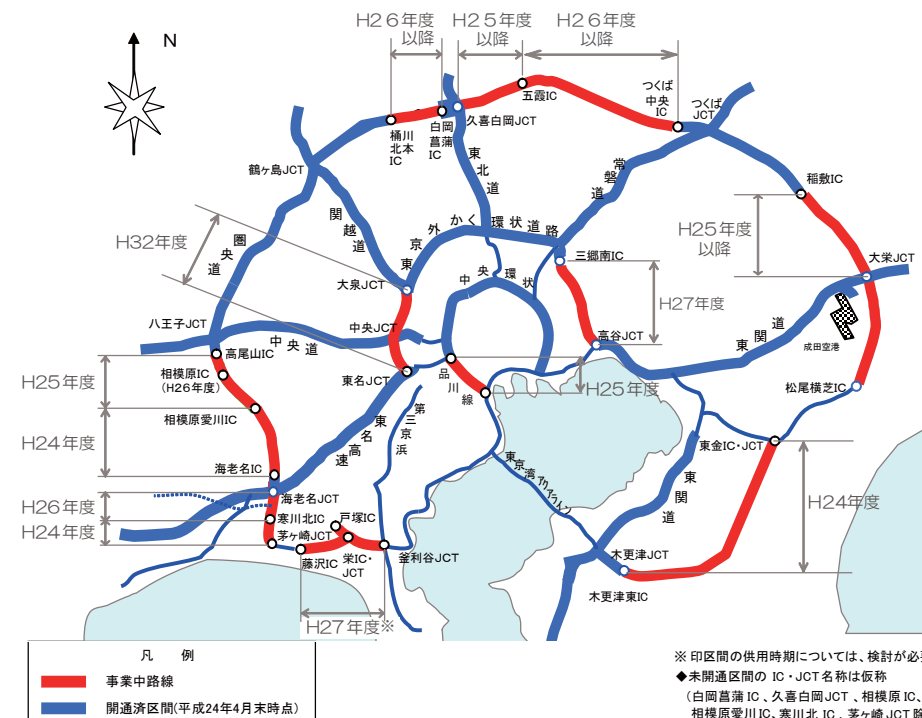 H26年度
以降
H25年度
以降
H26年度
以降
N
五霞IC
つくば
中央
IC
つくば
JCT
桶川
北本
IC
白岡
菖蒲
IC
久喜白岡JCT
東北道
常磐道
稲敷IC
鶴ヶ島JCT
関越道
東京外かく環状道路
H25年度
以降
H32年度
圏央道
三郷南IC
大栄JCT
大泉JCT
中央環状
H27年度
八王子JCT
中央JCT
高谷JCT
東関道
成田空港
中央道
高尾山IC
東名JCT
品川線
H25年度
相模原IC
(H26年度)
H25年度
松尾横芝IC
相模原愛川IC
第三京浜
東名高速
東金IC・JCT
H24年度
海老名IC
東京湾アクアライン
東関道
海老名JCT
H24年度
H26年度
寒川北IC
戸塚IC
H24年度
茅ヶ崎JCT
藤沢IC
栄IC・
JCT
釜利谷JCT
木更津JCT
木更津東IC
H27年度※
凡 例
事業中路線
開通済区間(平成24年4月末時点)
※印区間の供用時期については、検討が必
◆未開通区間の IC・JCT名称は仮称
(白岡菖蒲IC、久喜白岡JCT、相模原IC、
相模原愛川IC、寒川北IC、茅ヶ崎JCT